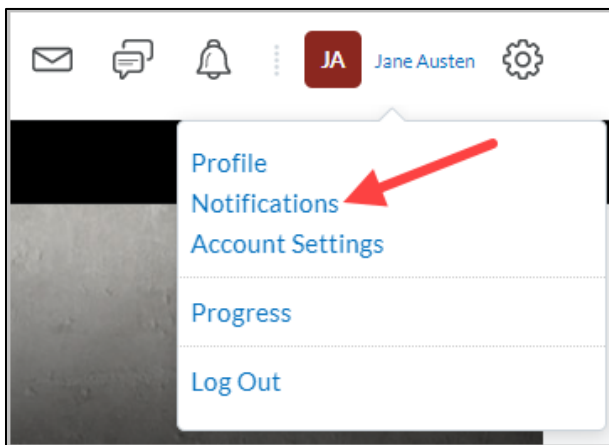 JA Jane Austen
Profile
Notifications
Account Settings
Progress
Log Out